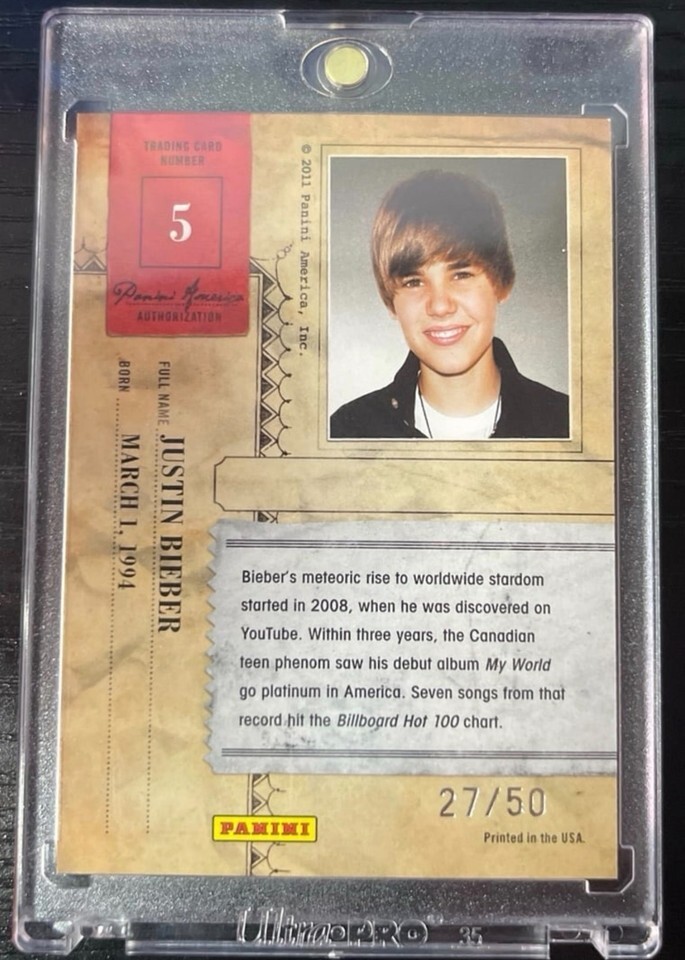 TRADING CARD
NUMBER
5
Panini America
AUTHORIZATION
© 2011 Panini America, Inc.
FULL NAME JUSTIN BIEBER
BORN MARCH 1, 1994
Bieber's meteoric rise to worldwide stardom
started in 2008, when he was discovered on
YouTube. Within three years, the Canadian
teen phenom saw his debut album My World
go platinum in America. Seven songs from that
record hit the Billboard Hot 100 chart.
27/50
PANINI
Printed in the USA.
Ultra•PRO® 35